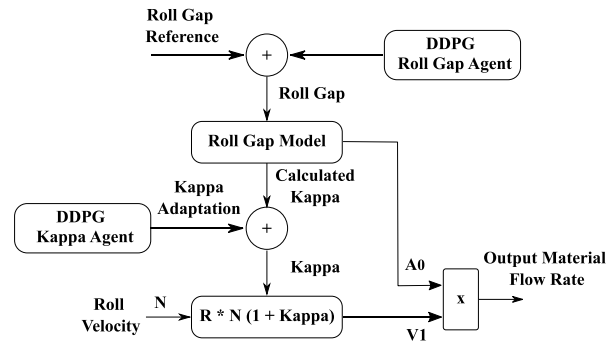 Roll Gap
Reference
+
DDPG
Roll Gap Agent
Roll Gap
Roll Gap Model
Calculated
Kappa
Kappa
Adaptation
DDPG
Kappa Agent
+
Kappa
A0
Output Material
Flow Rate
x
Roll
Velocity
N
R * N (1 + Kappa)
V1